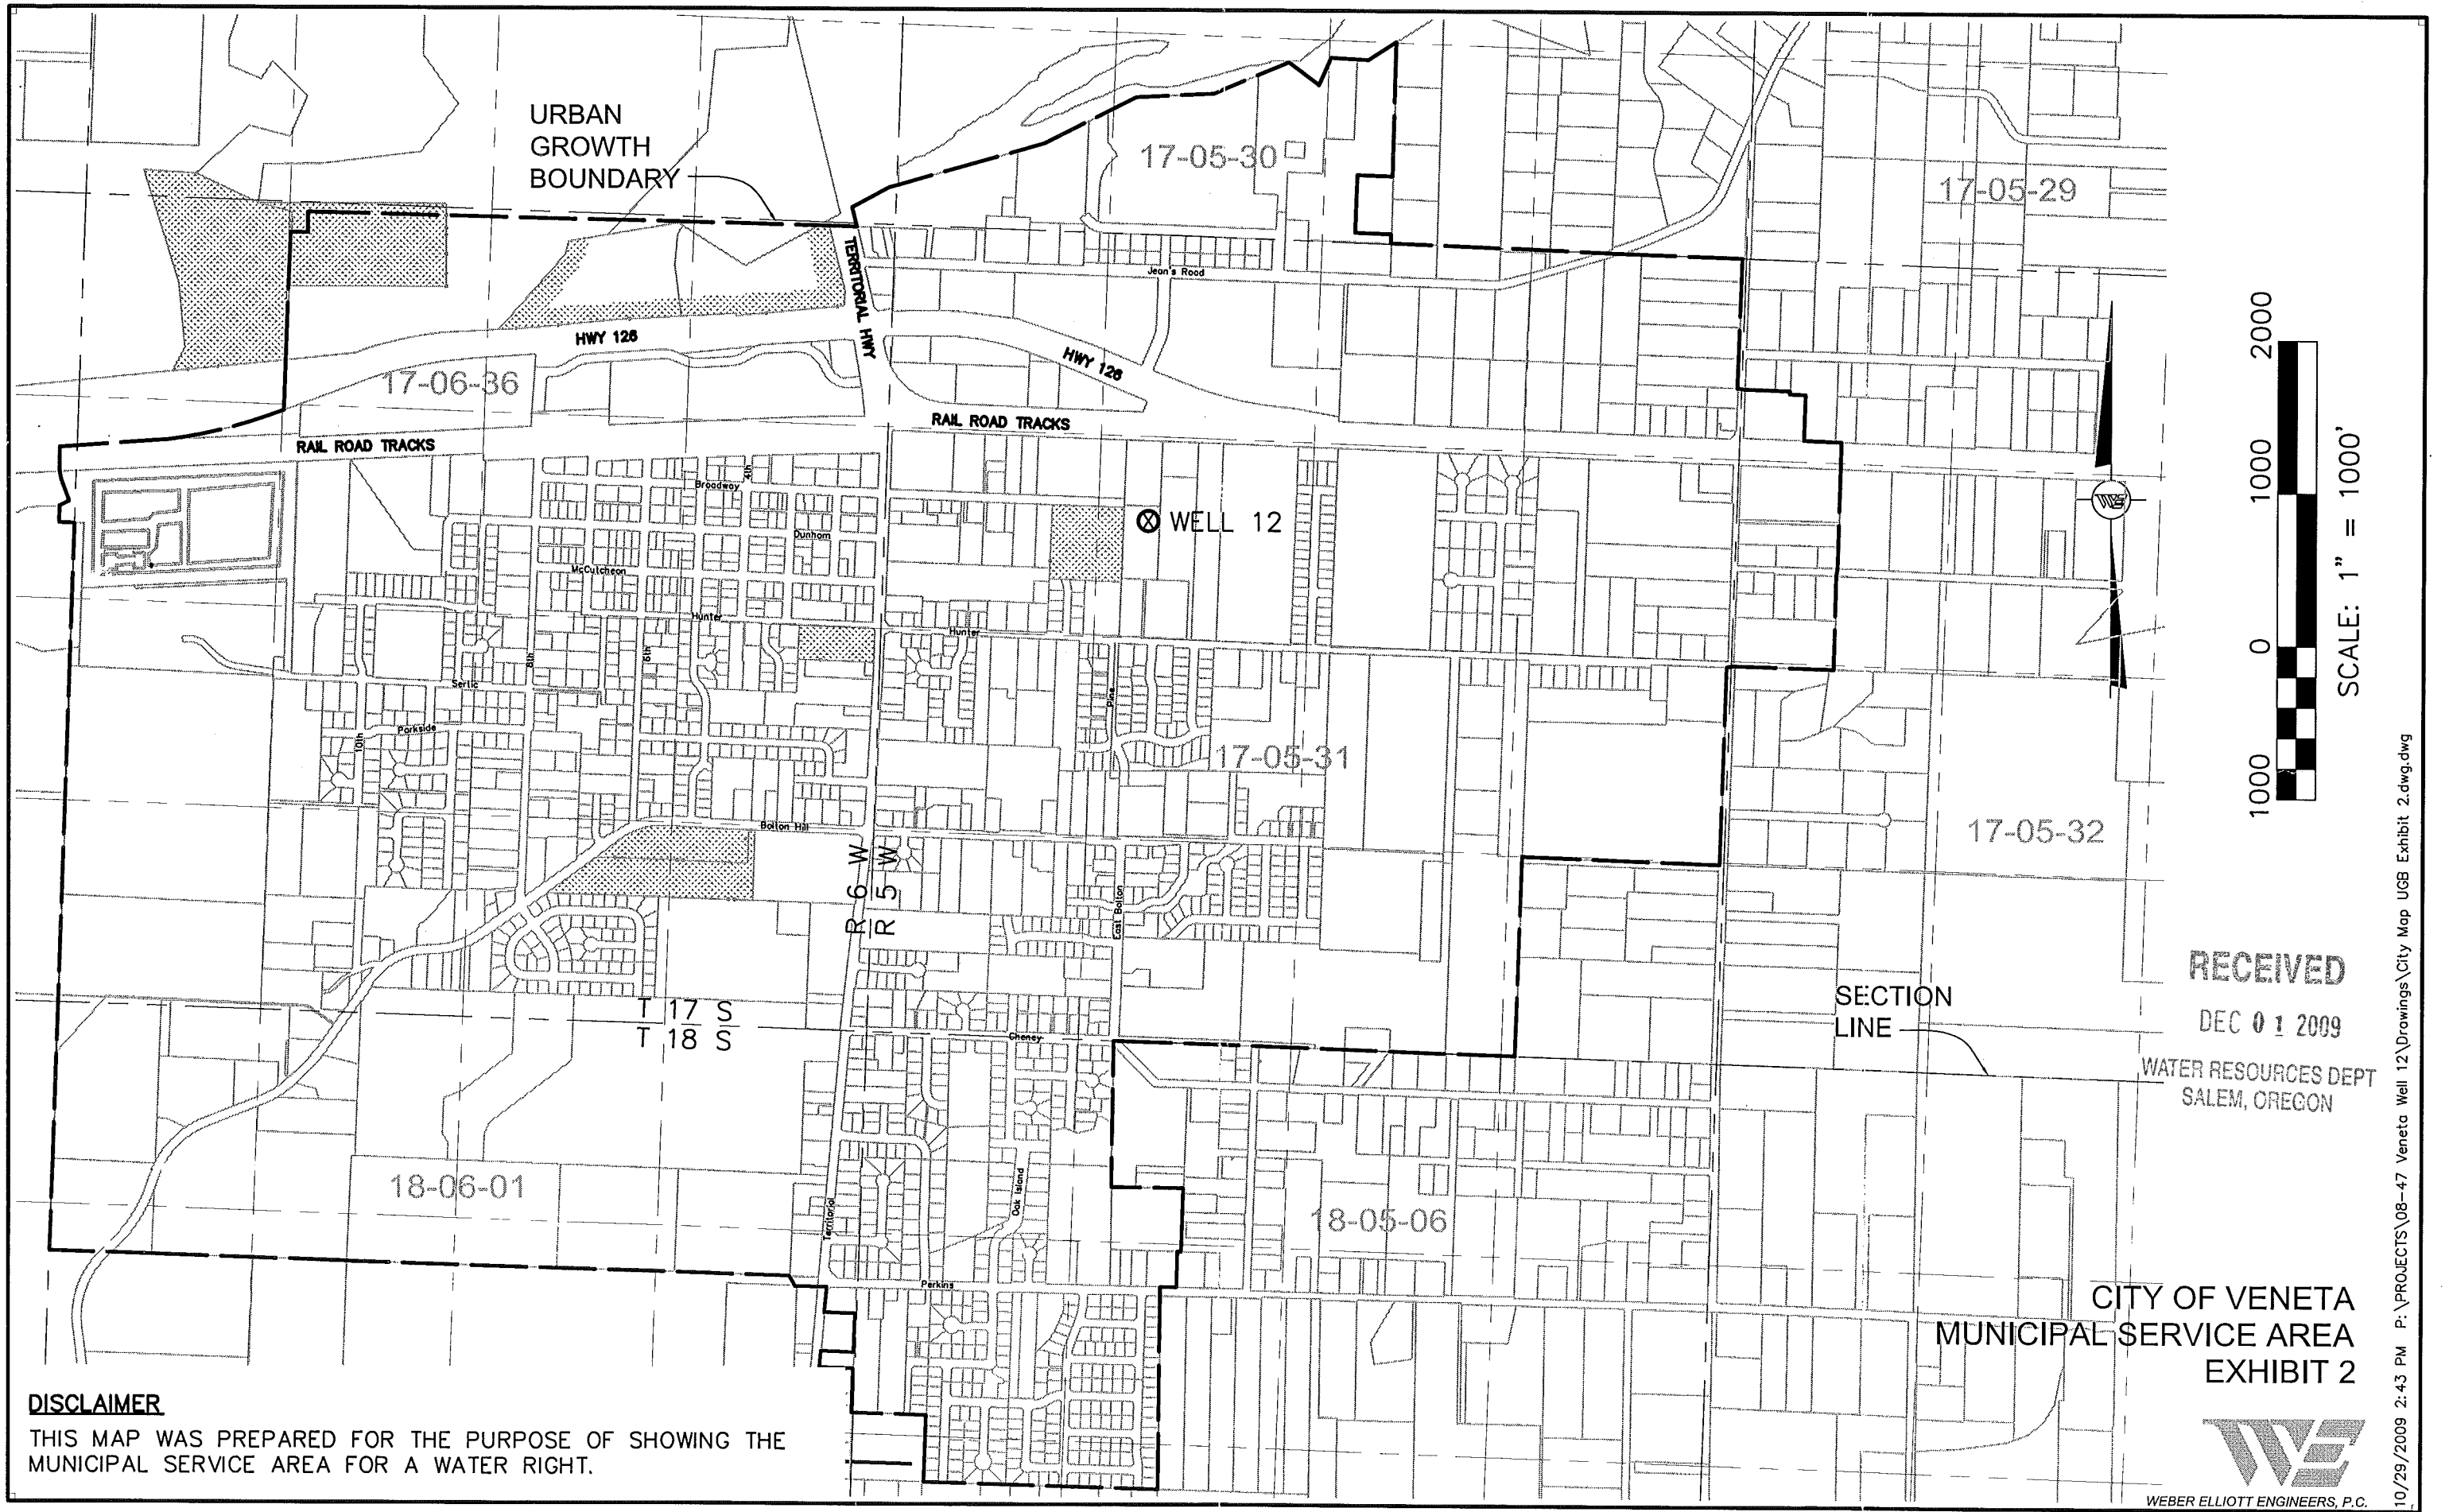 URBAN
GROWTH
BOUNDARY
17-05-30
17-05-29
TERRITORIAL HWY
Jean's Road
HWY 126
HWY 126
17-06-36
RAIL ROAD TRACKS
RAIL ROAD TRACKS
4th
Broadway
WELL 12
Dunham
McCutcheon
Hunter
Hunter
8th
6th
Sertic
Pine
Parkside
10th
17-05-31
17-05-32
Bolton Hill
R 6 W
R 5 W
East Bolton
T 17 S
T 18 S
Cheney
SECTION
LINE
18-06-01
Territorial
Oak Island
18-05-06
Perkins
2000
1000
0
1000
SCALE: 1" = 1000'
WE
RECEIVED
DEC 01 2009
WATER RESOURCES DEPT
SALEM, OREGON
CITY OF VENETA
MUNICIPAL SERVICE AREA
EXHIBIT 2
DISCLAIMER
THIS MAP WAS PREPARED FOR THE PURPOSE OF SHOWING THE
MUNICIPAL SERVICE AREA FOR A WATER RIGHT.
WE
WEBER ELLIOTT ENGINEERS, P.C.
10/29/2009 2:43 PM P:\PROJECTS\08-47 Veneta Well 12\Drawings\City Map UGB Exhibit 2.dwg.dwg